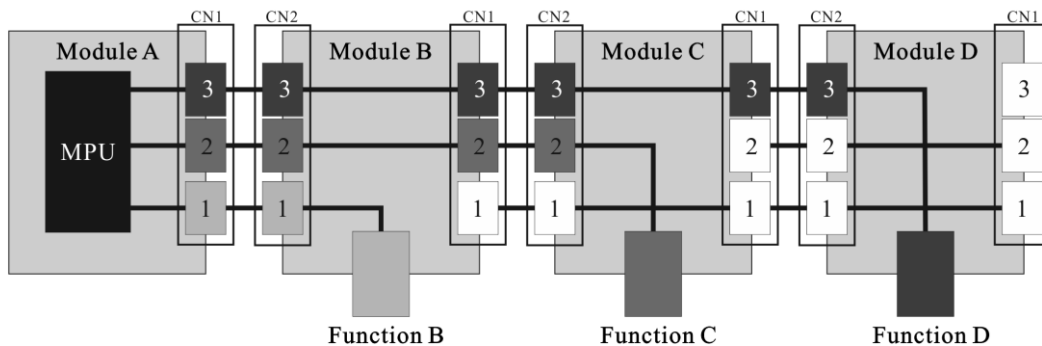 CN1 CN2 CN1 CN2 CN1 CN2 CN1
Module A Module B Module C Module D
3 3 3 3 3 3 3
MPU 2 2 2 2 2 2 2
1 1 1 1 1 1 1
Function B Function C Function D